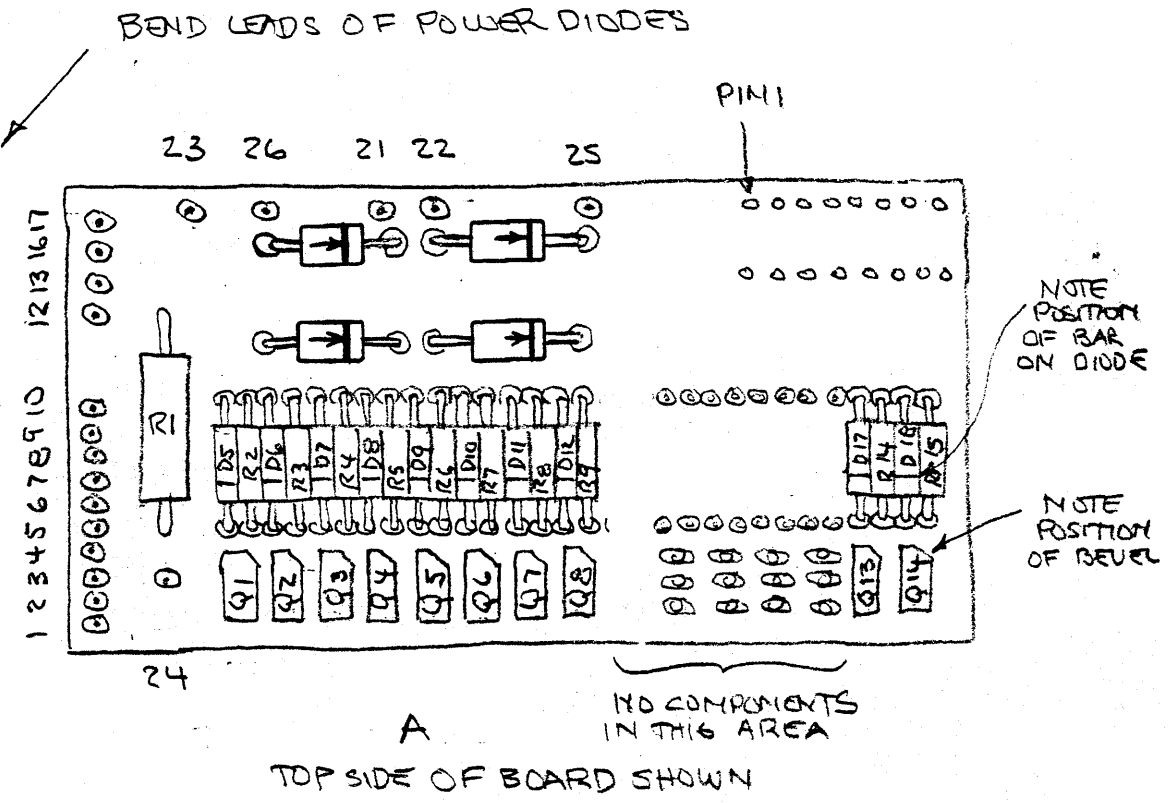 BEND LEADS OF POWER DIODES
PIN1
23 26 21 22 25
12 13 16 17
1 2 3 4 5 6 7 8 9 10
NOTE
POSITION
OF BAR
ON DIODE
R1
D5 R2 D6 R3 D7 R4 D8 R5 D9 R6 D10 R7 D11 R8 D12 R9
D17 R14 D18 R15
NOTE
POSITION
OF BEVEL
Q1 Q2 Q3 Q4 Q5 Q6 Q7 Q8
Q13 Q14
24
NO COMPONENTS
IN THIS AREA
A
TOP SIDE OF BOARD SHOWN